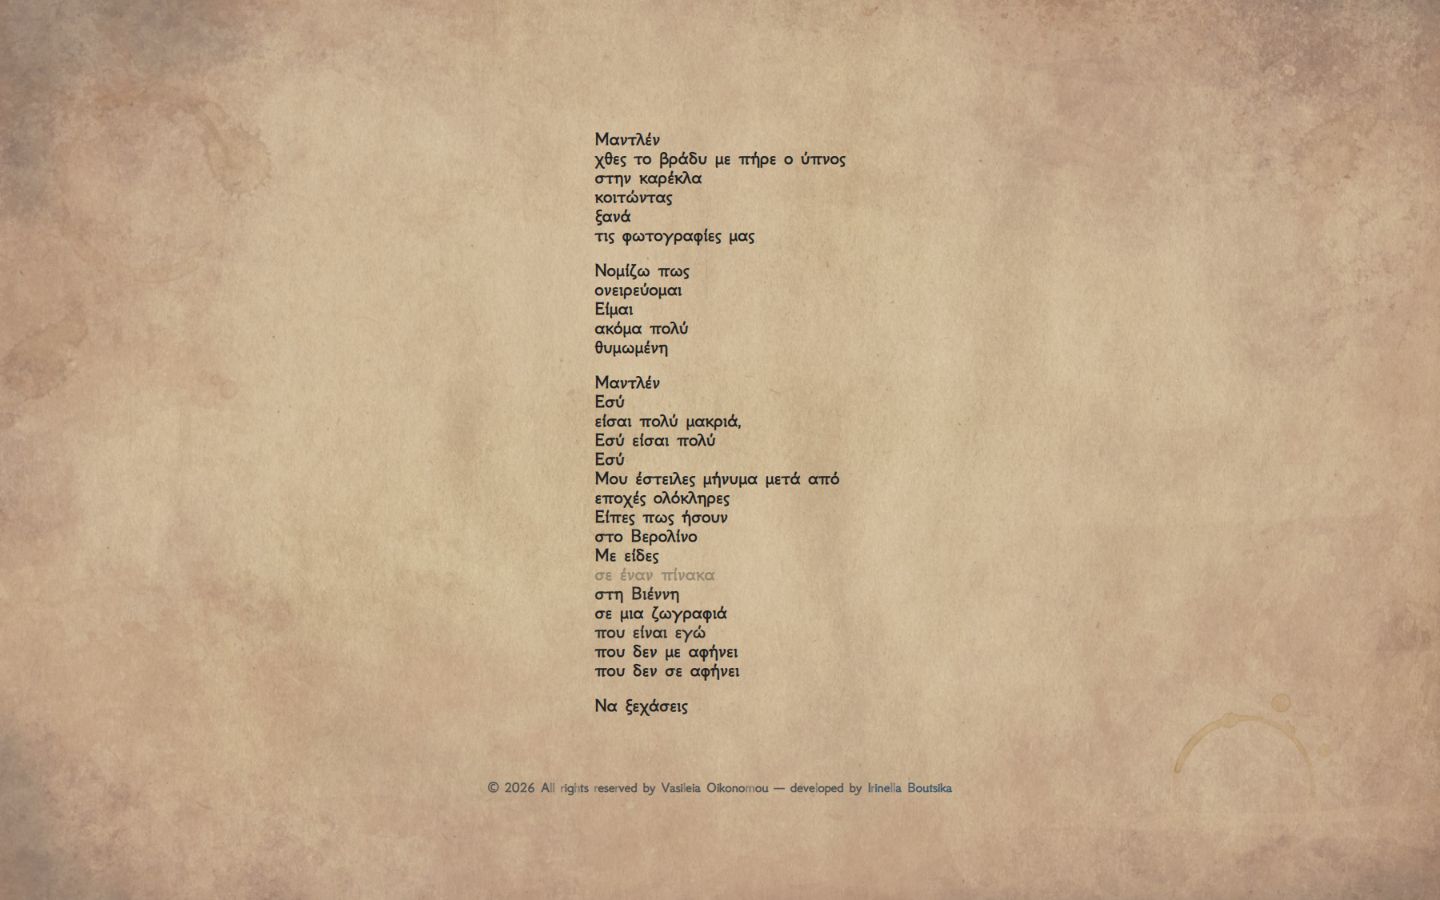 Μαντλέν
χθες το βράδυ με πήρε ο ύπνος
στην καρέκλα
κοιτώντας
ξανά
τις φωτογραφίες μας
Νομίζω πως
ονειρεύομαι
Είμαι
ακόμα πολύ
θυμωμένη
Μαντλέν
Εσύ
είσαι πολύ μακριά,
Εσύ είσαι πολύ
Εσύ
Μου έστειλες μήνυμα μετά από
εποχές ολόκληρες
Είπες πως ήσουν
στο Βερολίνο
Με είδες
σε έναν πίνακα
στη Βιέννη
σε μια ζωγραφιά
που είναι εγώ
που δεν με αφήνει
που δεν σε αφήνει
Να ξεχάσεις
© 2026 All rights reserved by Vasileia Oikonomou — developed by Irinella Boutsika